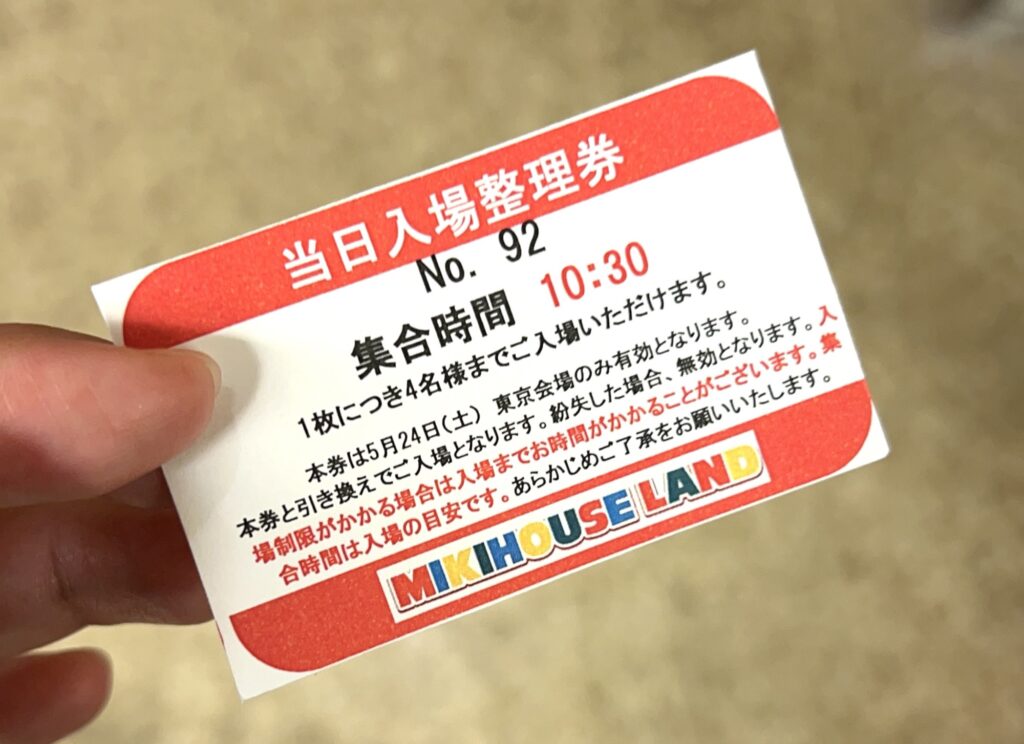 当日入場整理券
No. 92
集合時間 10:30
1枚につき4名様までご入場いただけます。
本券は5月24日(土) 東京会場のみ有効となります。
本券と引き換えでご入場となります。紛失した場合、無効となります。入
場制限がかかる場合は入場までお時間がかかることがございます。集
合時間は入場の目安です。あらかじめご了承をお願いいたします。
MIKIHOUSE LAND